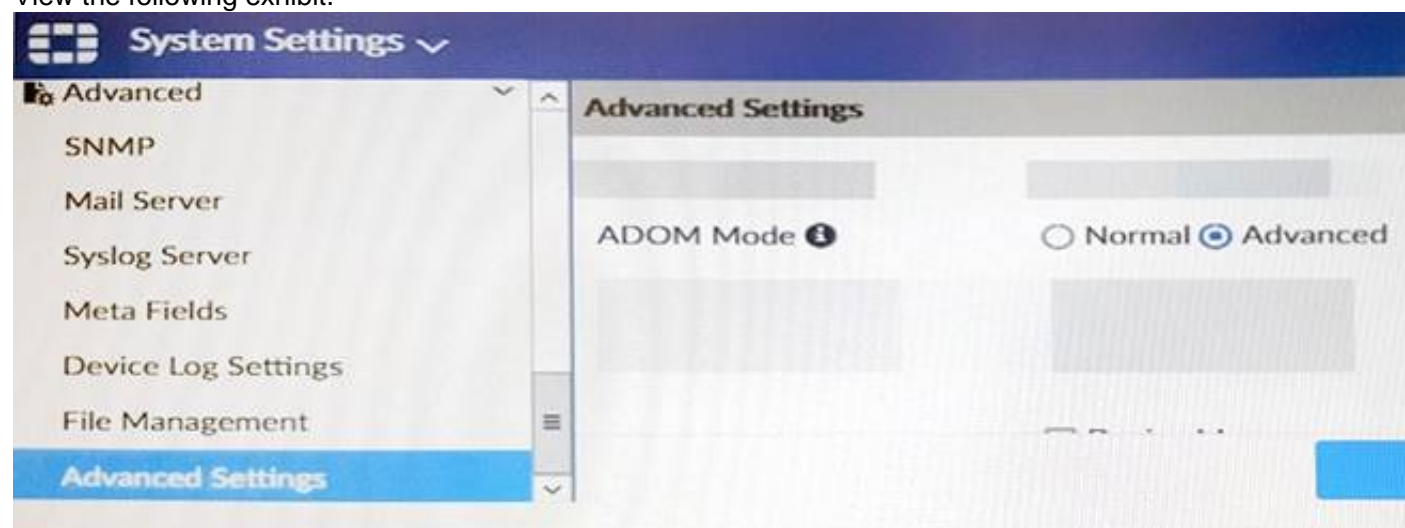 View the following exhibit.
System Settings
Advanced
SNMP
Mail Server
Syslog Server
Meta Fields
Device Log Settings
File Management
Advanced Settings
Advanced Settings
ADOM Mode
Normal Advanced